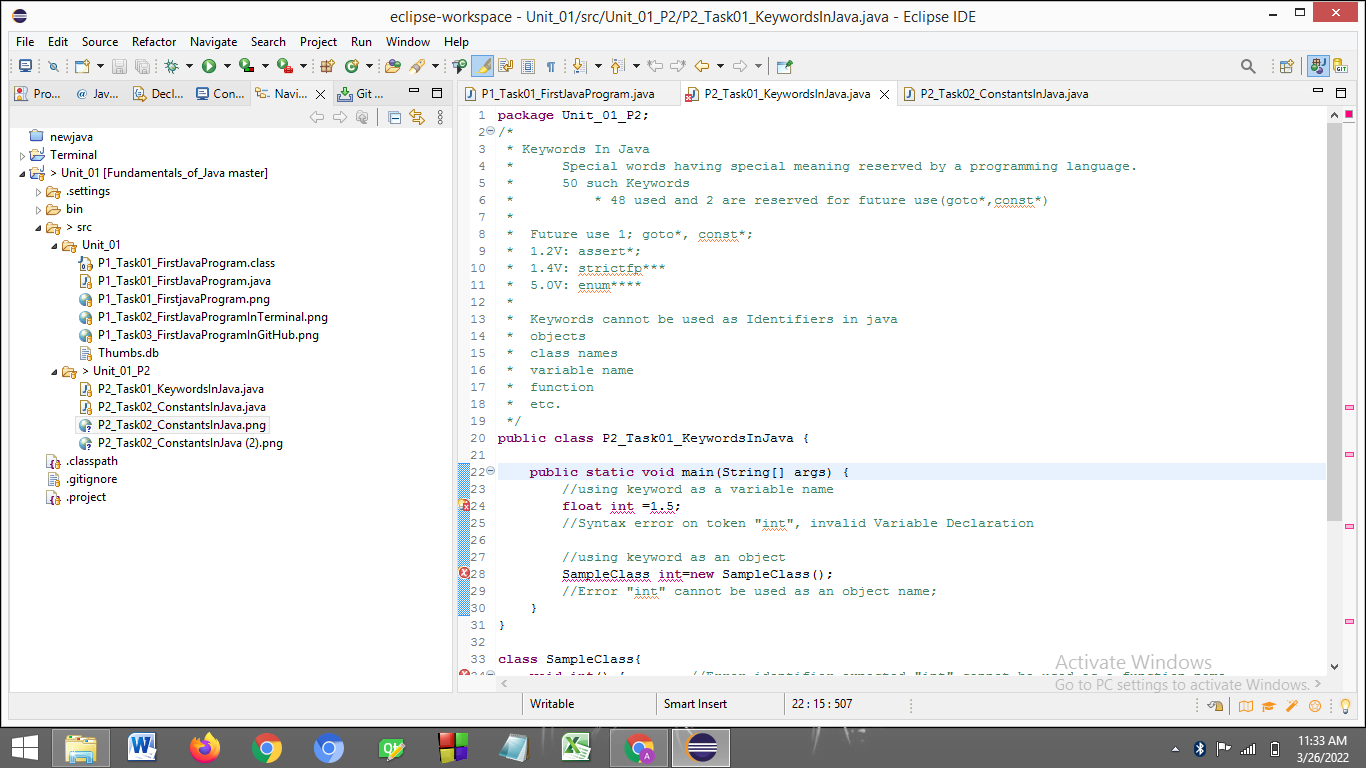 eclipse-workspace - Unit_01/src/Unit_01_P2/P2_Task01_KeywordsInJava.java - Eclipse IDE
File Edit Source Refactor Navigate Search Project Run Window Help
Pro... Jav... Decl... Con... Navi... Git ...
P1_Task01_FirstJavaProgram.java P2_Task01_KeywordsInJava.java P2_Task02_ConstantsInJava.java
newjava
Terminal
> Unit_01 [Fundamentals_of_Java master]
.settings
bin
> src
Unit_01
P1_Task01_FirstJavaProgram.class
P1_Task01_FirstJavaProgram.java
P1_Task01_FirstjavaProgram.png
P1_Task02_FirstJavaProgramInTerminal.png
P1_Task03_FirstJavaProgramInGitHub.png
Thumbs.db
> Unit_01_P2
P2_Task01_KeywordsInJava.java
P2_Task02_ConstantsInJava.java
P2_Task02_ConstantsInJava.png
P2_Task02_ConstantsInJava (2).png
.classpath
.gitignore
.project
1 package Unit_01_P2;
2 /*
3 * Keywords In Java
4 * Special words having special meaning reserved by a programming language.
5 * 50 such Keywords
6 * * 48 used and 2 are reserved for future use(goto*,const*)
7 *
8 * Future use 1; goto*, const*;
9 * 1.2V: assert*;
10 * 1.4V: strictfp***
11 * 5.0V: enum****
12 *
13 * Keywords cannot be used as Identifiers in java
14 * objects
15 * class names
16 * variable name
17 * function
18 * etc.
19 */
20 public class P2_Task01_KeywordsInJava {
21
22 public static void main(String[] args) {
23 //using keyword as a variable name
24 float int =1.5;
25 //Syntax error on token "int", invalid Variable Declaration
26
27 //using keyword as an object
28 SampleClass int=new SampleClass();
29 //Error "int" cannot be used as an object name;
30 }
31 }
32
33 class SampleClass{
Activate Windows
Go to PC settings to activate Windows.
Writable Smart Insert 22 : 15 : 507
11:33 AM
3/26/2022